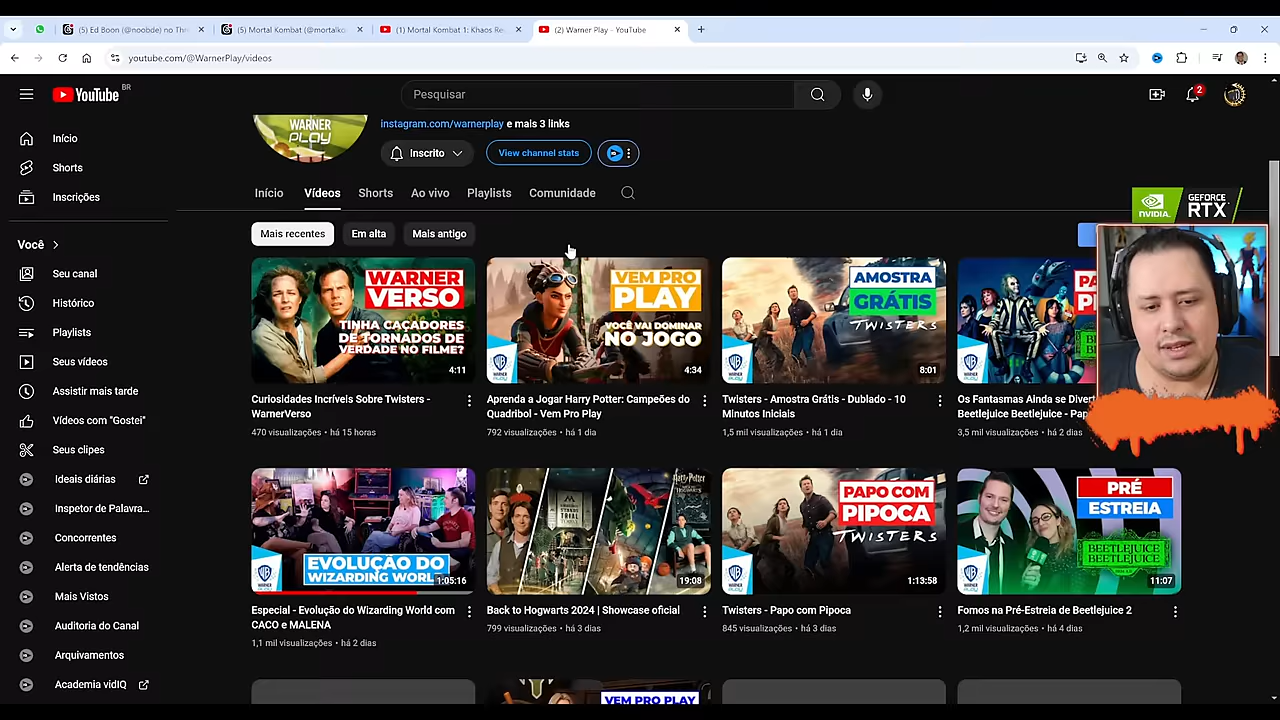 (5) Ed Boon (@noobde) no Thr
(5) Mortal Kombat (@mortalko
(1) Mortal Kombat 1: Khaos Re
(2) Warner Play - YouTube
youtube.com/@WarnerPlay/videos
YouTube BR
Pesquisar
2
WARNER
PLAY
instagram.com/warnerplay e mais 3 links
Inscrito
View channel stats
Início
Vídeos
Shorts
Ao vivo
Playlists
Comunidade
Mais recentes
Em alta
Mais antigo
Início
Shorts
Inscrições
Você
Seu canal
Histórico
Playlists
Seus vídeos
Assistir mais tarde
Vídeos com "Gostei"
Seus clipes
Ideais diárias
Inspetor de Palavra...
Concorrentes
Alerta de tendências
Mais Vistos
Auditoria do Canal
Arquivamentos
Academia vidIQ
WARNER
VERSO
TINHA CAÇADORES
DE TORNADOS DE
VERDADE NO FILME?
4:11
Curiosidades Incríveis Sobre Twisters -
WarnerVerso
470 visualizações • há 15 horas
VEM PRO
PLAY
VOCÊ VAI DOMINAR
NO JOGO
4:34
Aprenda a Jogar Harry Potter: Campeões do
Quadribol - Vem Pro Play
792 visualizações • há 1 dia
AMOSTRA
GRÁTIS
TWISTERS
8:01
Twisters - Amostra Grátis - Dublado - 10
Minutos Iniciais
1,5 mil visualizações • há 1 dia
Os Fantasmas Ainda se Divert
Beetlejuice Beetlejuice - Pap
3,5 mil visualizações • há 2 dias
EVOLUÇÃO DO
WIZARDING WORL
1:05:16
Especial - Evolução do Wizarding World com
CACO e MALENA
1,1 mil visualizações • há 2 dias
19:08
Back to Hogwarts 2024 | Showcase oficial
799 visualizações • há 3 dias
PAPO COM
PIPOCA
TWISTERS
1:13:58
Twisters - Papo com Pipoca
845 visualizações • há 3 dias
PRÉ
ESTREIA
BEETLEJUICE
BEETLEJUICE
11:07
Fomos na Pré-Estreia de Beetlejuice 2
1,2 mil visualizações • há 4 dias
VEM PRO PLAY
NVIDIA.
GEFORCE
RTX